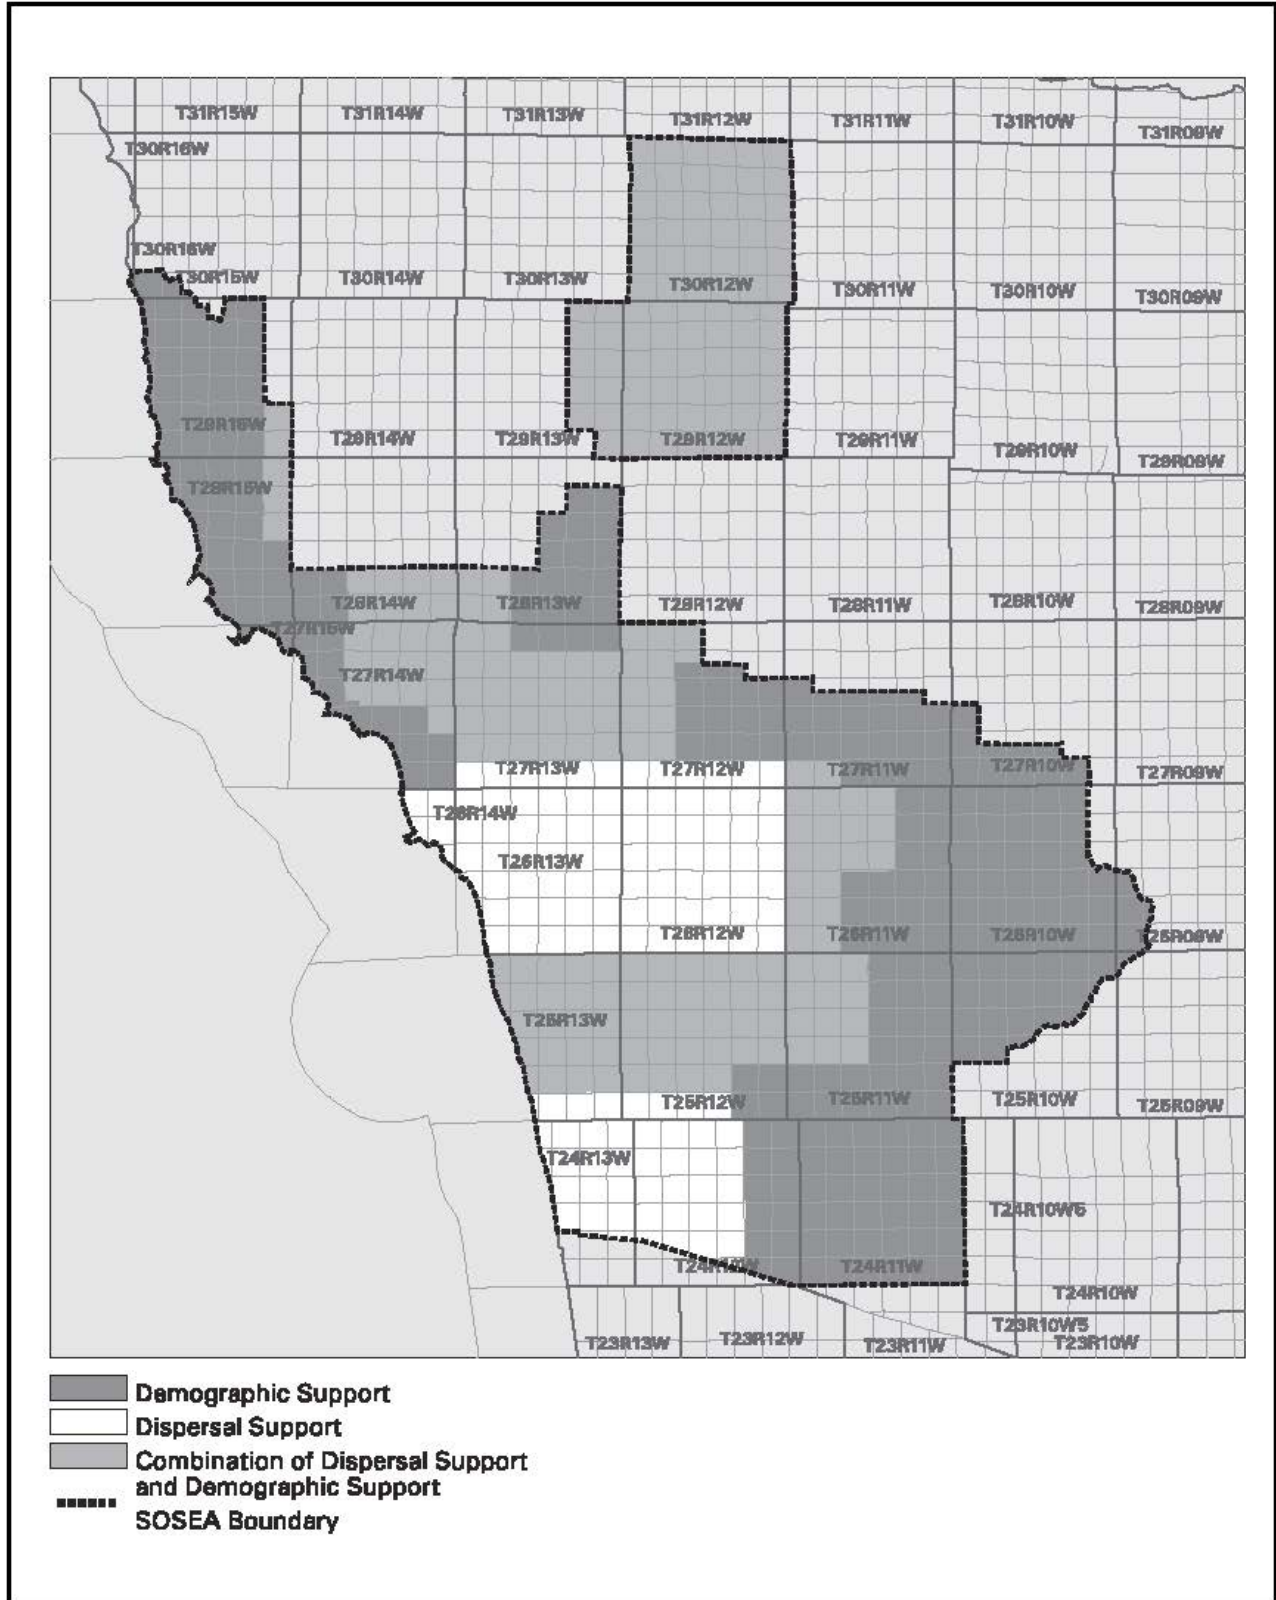 T31R15W T31R14W T31R13W T31R12W T31R11W T31R10W T31R09W
T30R16W
T30R16W
T30R15W T30R14W T30R13W T30R12W T30R11W T30R10W T30R09W
T29R15W T29R14W T29R13W T29R12W T29R11W T29R10W T29R09W
T28R15W
T28R14W T28R13W T28R12W T28R11W T28R10W T28R09W
T27R15W
T27R14W
T27R13W T27R12W T27R11W T27R10W T27R09W
T26R14W
T26R13W
T26R12W T26R11W T26R10W T26R09W
T25R13W
T25R12W T25R11W T25R10W T25R09W
T24R13W
T24R10W5
T24R12W T24R11W
T24R10W
T23R10W5
T23R13W T23R12W T23R11W T23R10W
Demographic Support
Dispersal Support
Combination of Dispersal Support
and Demographic Support
SOSEA Boundary